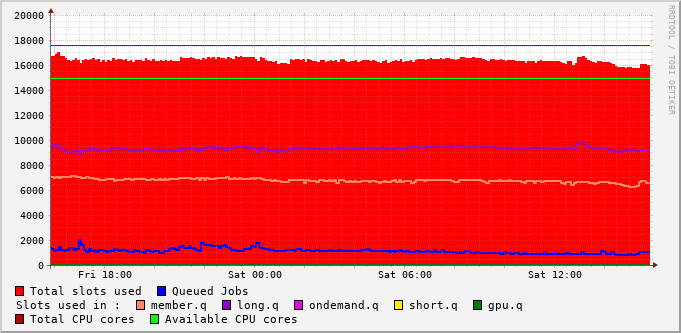 20000
18000
16000
14000
12000
10000
8000
6000
4000
2000
0
Fri 18:00 Sat 00:00 Sat 06:00 Sat 12:00
RRDTOOL / TOBI OETIKER
Total slots used Queued Jobs
Slots used in : member.q long.q ondemand.q short.q gpu.q
Total CPU cores Available CPU cores